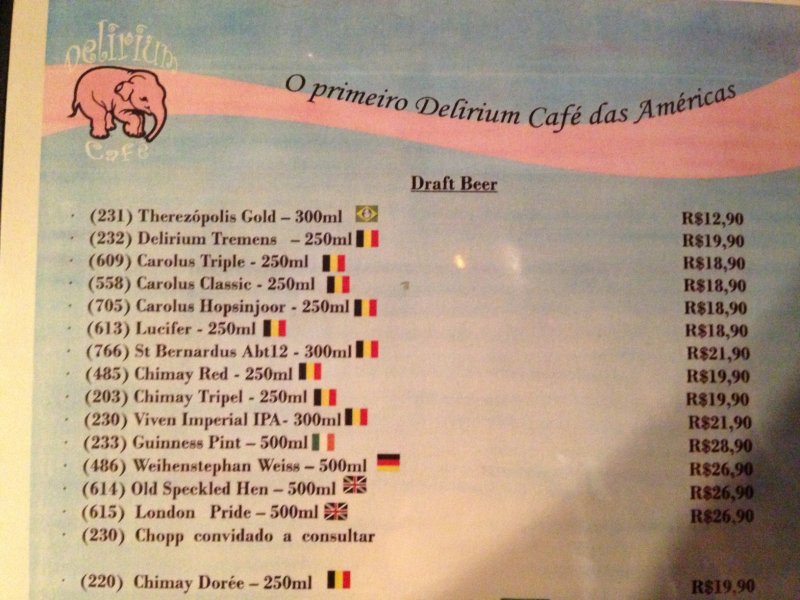 Delirium
Café
O primeiro Delirium Café das Américas
Draft Beer
· (231) Therezópolis Gold – 300ml R$12,90
· (232) Delirium Tremens – 250ml R$19,90
· (609) Carolus Triple - 250ml R$18,90
· (558) Carolus Classic - 250ml R$18,90
· (705) Carolus Hopsinjoor - 250ml R$18,90
· (613) Lucifer - 250ml R$18,90
· (766) St Bernardus Abt12 - 300ml R$21,90
· (485) Chimay Red - 250ml R$19,90
· (203) Chimay Tripel - 250ml R$19,90
· (230) Viven Imperial IPA- 300ml R$21,90
· (233) Guinness Pint – 500ml R$28,90
· (486) Weihenstephan Weiss – 500ml R$26,90
· (614) Old Speckled Hen – 500ml R$26,90
· (615) London Pride – 500ml R$26,90
· (230) Chopp convidado a consultar
· (220) Chimay Dorée – 250ml R$19,90